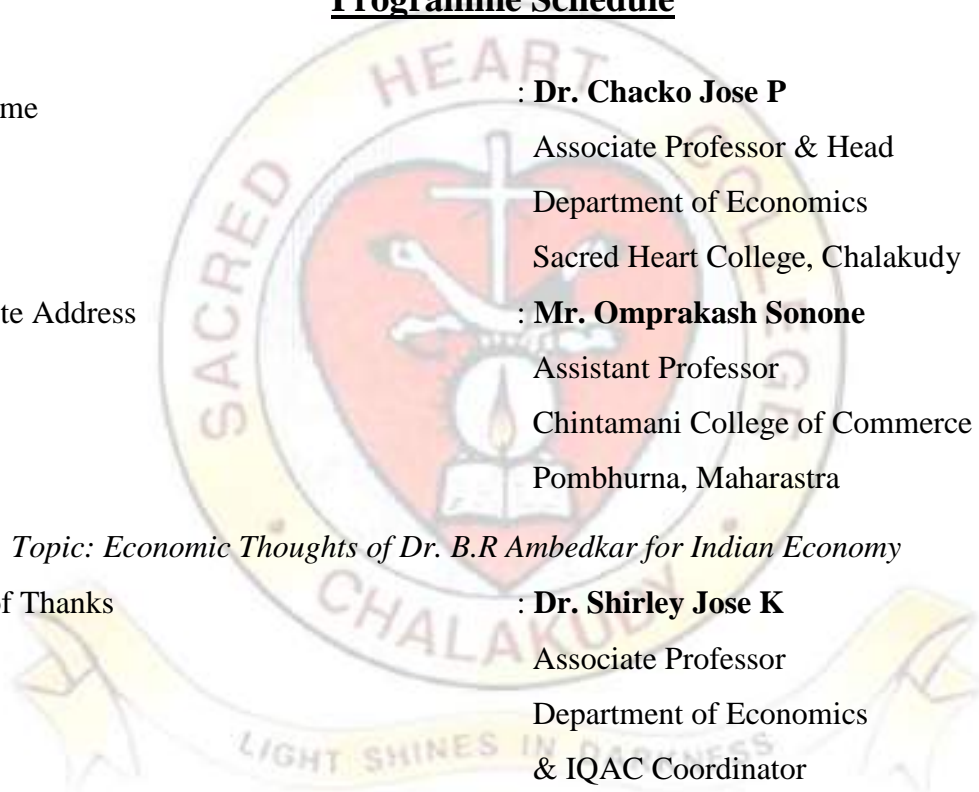 Programme Schedule
me : Dr. Chacko Jose P
Associate Professor & Head
Department of Economics
Sacred Heart College, Chalakudy
te Address : Mr. Omprakash Sonone
Assistant Professor
Chintamani College of Commerce
Pombhurna, Maharastra
Topic: Economic Thoughts of Dr. B.R Ambedkar for Indian Economy
of Thanks : Dr. Shirley Jose K
Associate Professor
Department of Economics
& IQAC Coordinator
SACRED HEART COLLEGE
CHALAKUDY
LIGHT SHINES IN DARKNESS